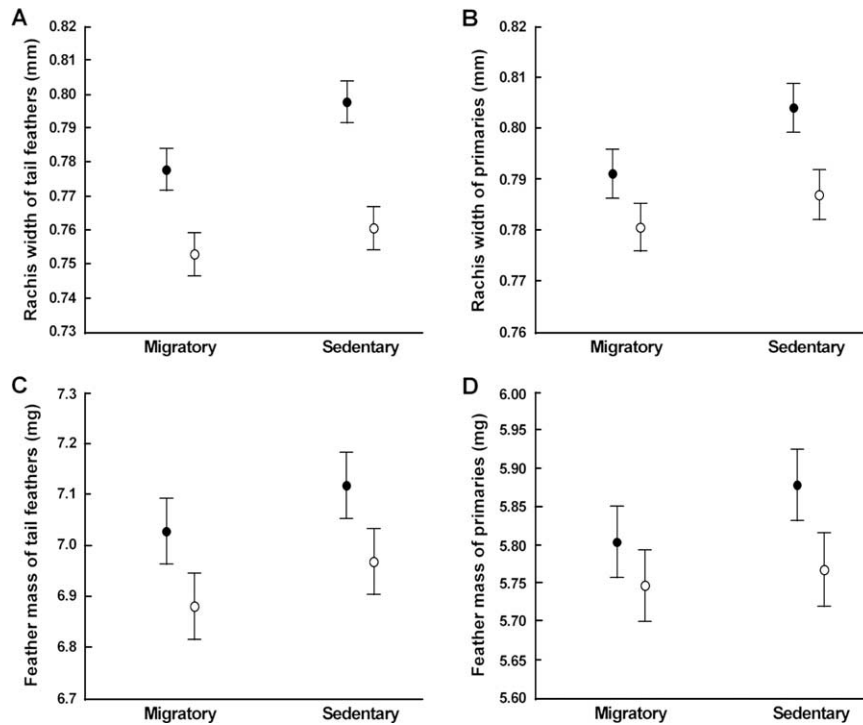 A
Rachis width of tail feathers (mm)
0.82
0.81
0.80
0.79
0.78
0.77
0.76
0.75
0.74
0.73
Migratory
Sedentary
B
Rachis width of primaries (mm)
0.82
0.81
0.80
0.79
0.78
0.77
0.76
Migratory
Sedentary
C
Feather mass of tail feathers (mg)
7.3
7.2
7.1
7.0
6.9
6.8
6.7
Migratory
Sedentary
D
Feather mass of primaries (mg)
6.00
5.95
5.90
5.85
5.80
5.75
5.70
5.65
5.60
Migratory
Sedentary